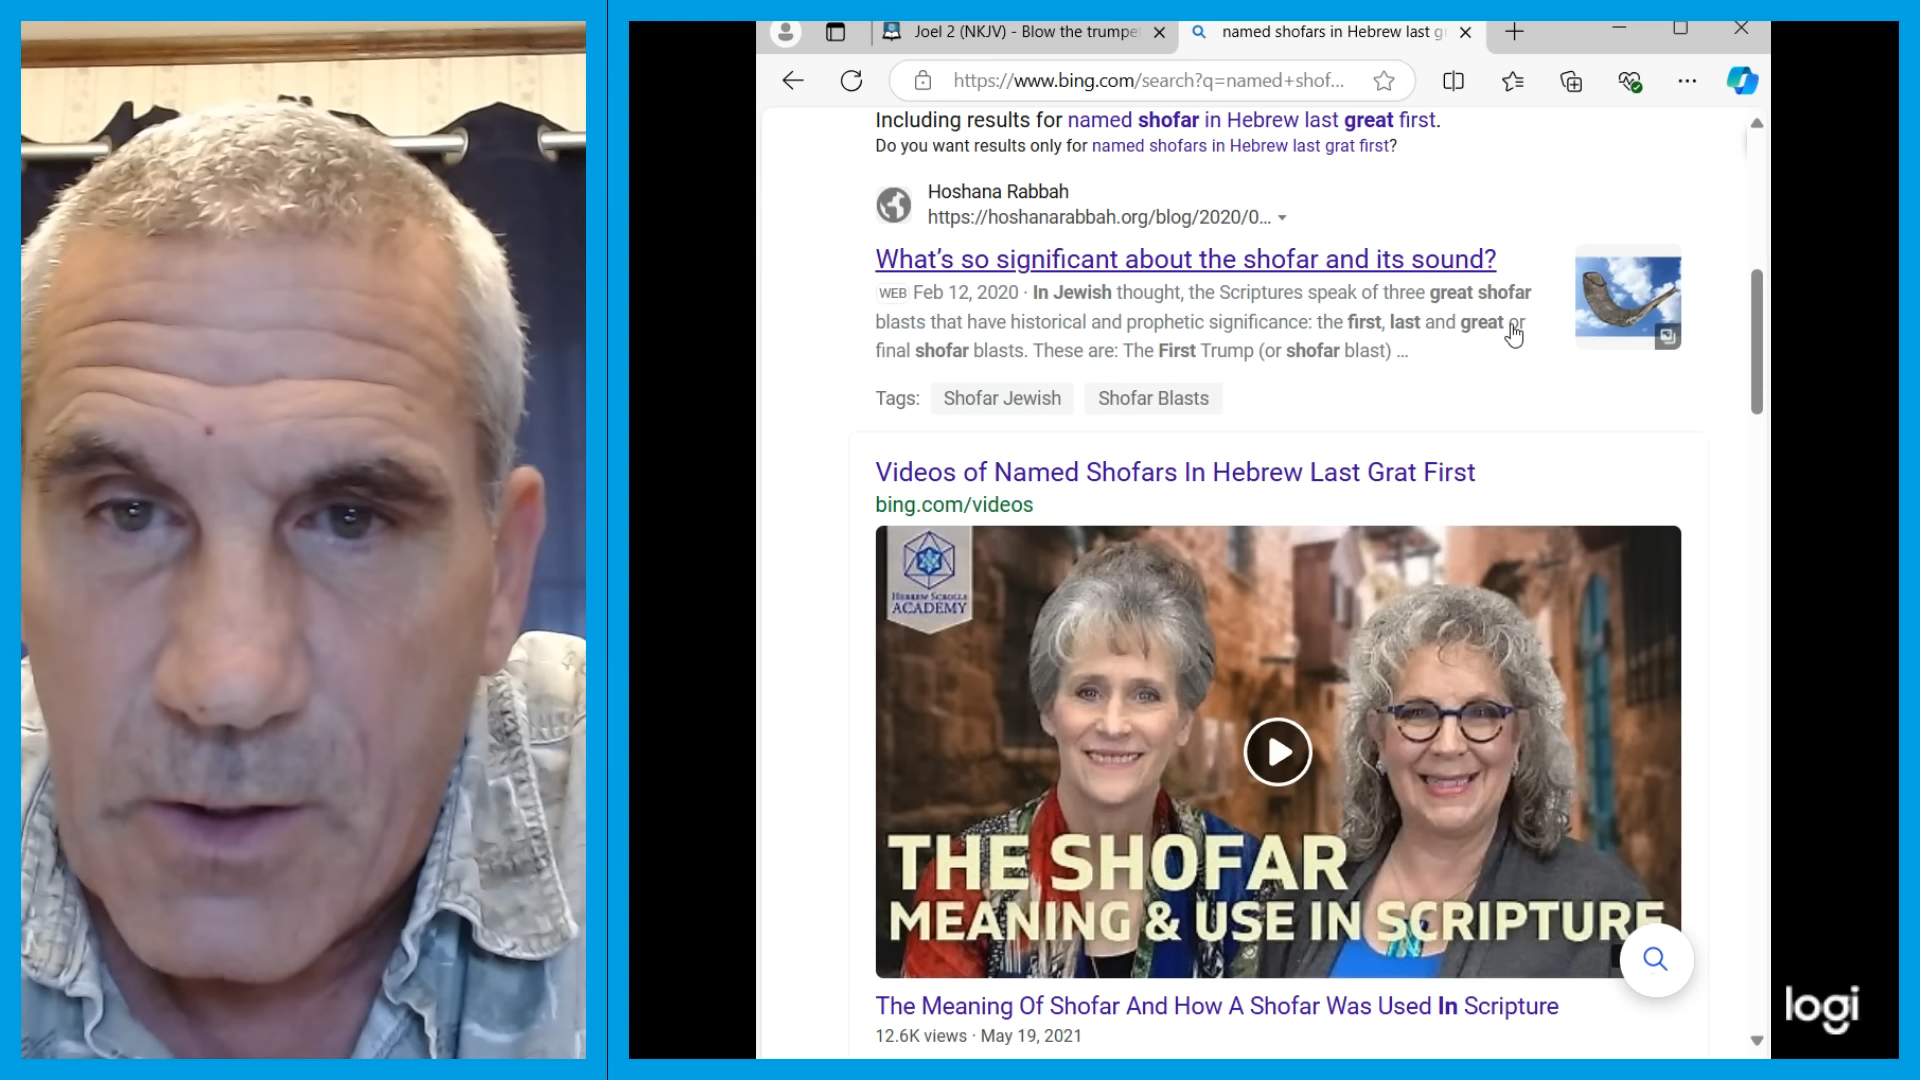 Joel 2 (NKJV) - Blow the trumpe
named shofars in Hebrew last g
https://www.bing.com/search?q=named+shof...
Including results for named shofar in Hebrew last great first.
Do you want results only for named shofars in Hebrew last grat first?
Hoshana Rabbah
https://hoshanarabbah.org/blog/2020/0...
What's so significant about the shofar and its sound?
WEB Feb 12, 2020 · In Jewish thought, the Scriptures speak of three great shofar
blasts that have historical and prophetic significance: the first, last and great or
final shofar blasts. These are: The First Trump (or shofar blast) ...
Tags: Shofar Jewish Shofar Blasts
Videos of Named Shofars In Hebrew Last Grat First
bing.com/videos
HEBREW SCROLLS
ACADEMY
THE SHOFAR
MEANING & USE IN SCRIPTURE
The Meaning Of Shofar And How A Shofar Was Used In Scripture
12.6K views · May 19, 2021
logi